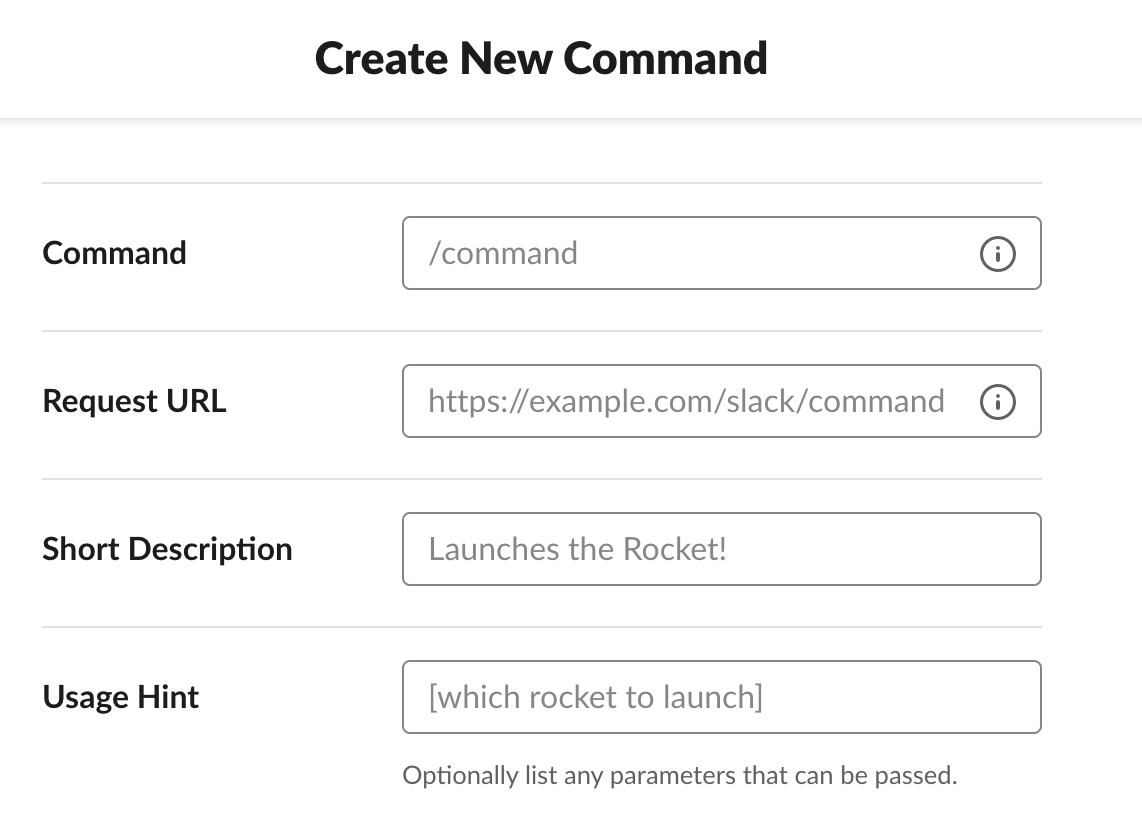 Create New Command
Command
/command
Request URL
https://example.com/slack/command
Short Description
Launches the Rocket!
Usage Hint
[which rocket to launch]
Optionally list any parameters that can be passed.